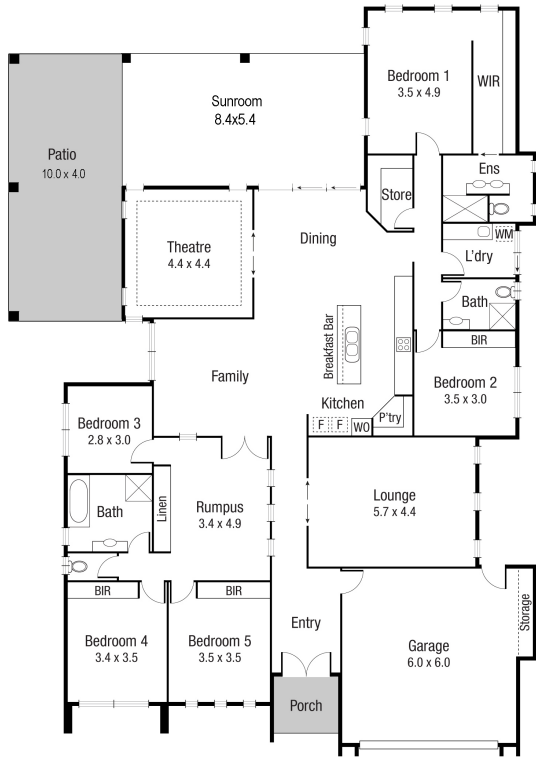 Bedroom 1
3.5 x 4.9
WIR
Sunroom
8.4x5.4
Patio
10.0 x 4.0
Ens
Store
Theatre
4.4 x 4.4
Dining
WM
L'dry
Bath
BIR
Breakfast Bar
Family
Bedroom 2
3.5 x 3.0
Kitchen
P'try
F F WO
Bedroom 3
2.8 x 3.0
Lounge
5.7 x 4.4
Bath
Linen
Rumpus
3.4 x 4.9
BIR
BIR
Storage
Entry
Bedroom 4
3.4 x 3.5
Bedroom 5
3.5 x 3.5
Garage
6.0 x 6.0
Porch